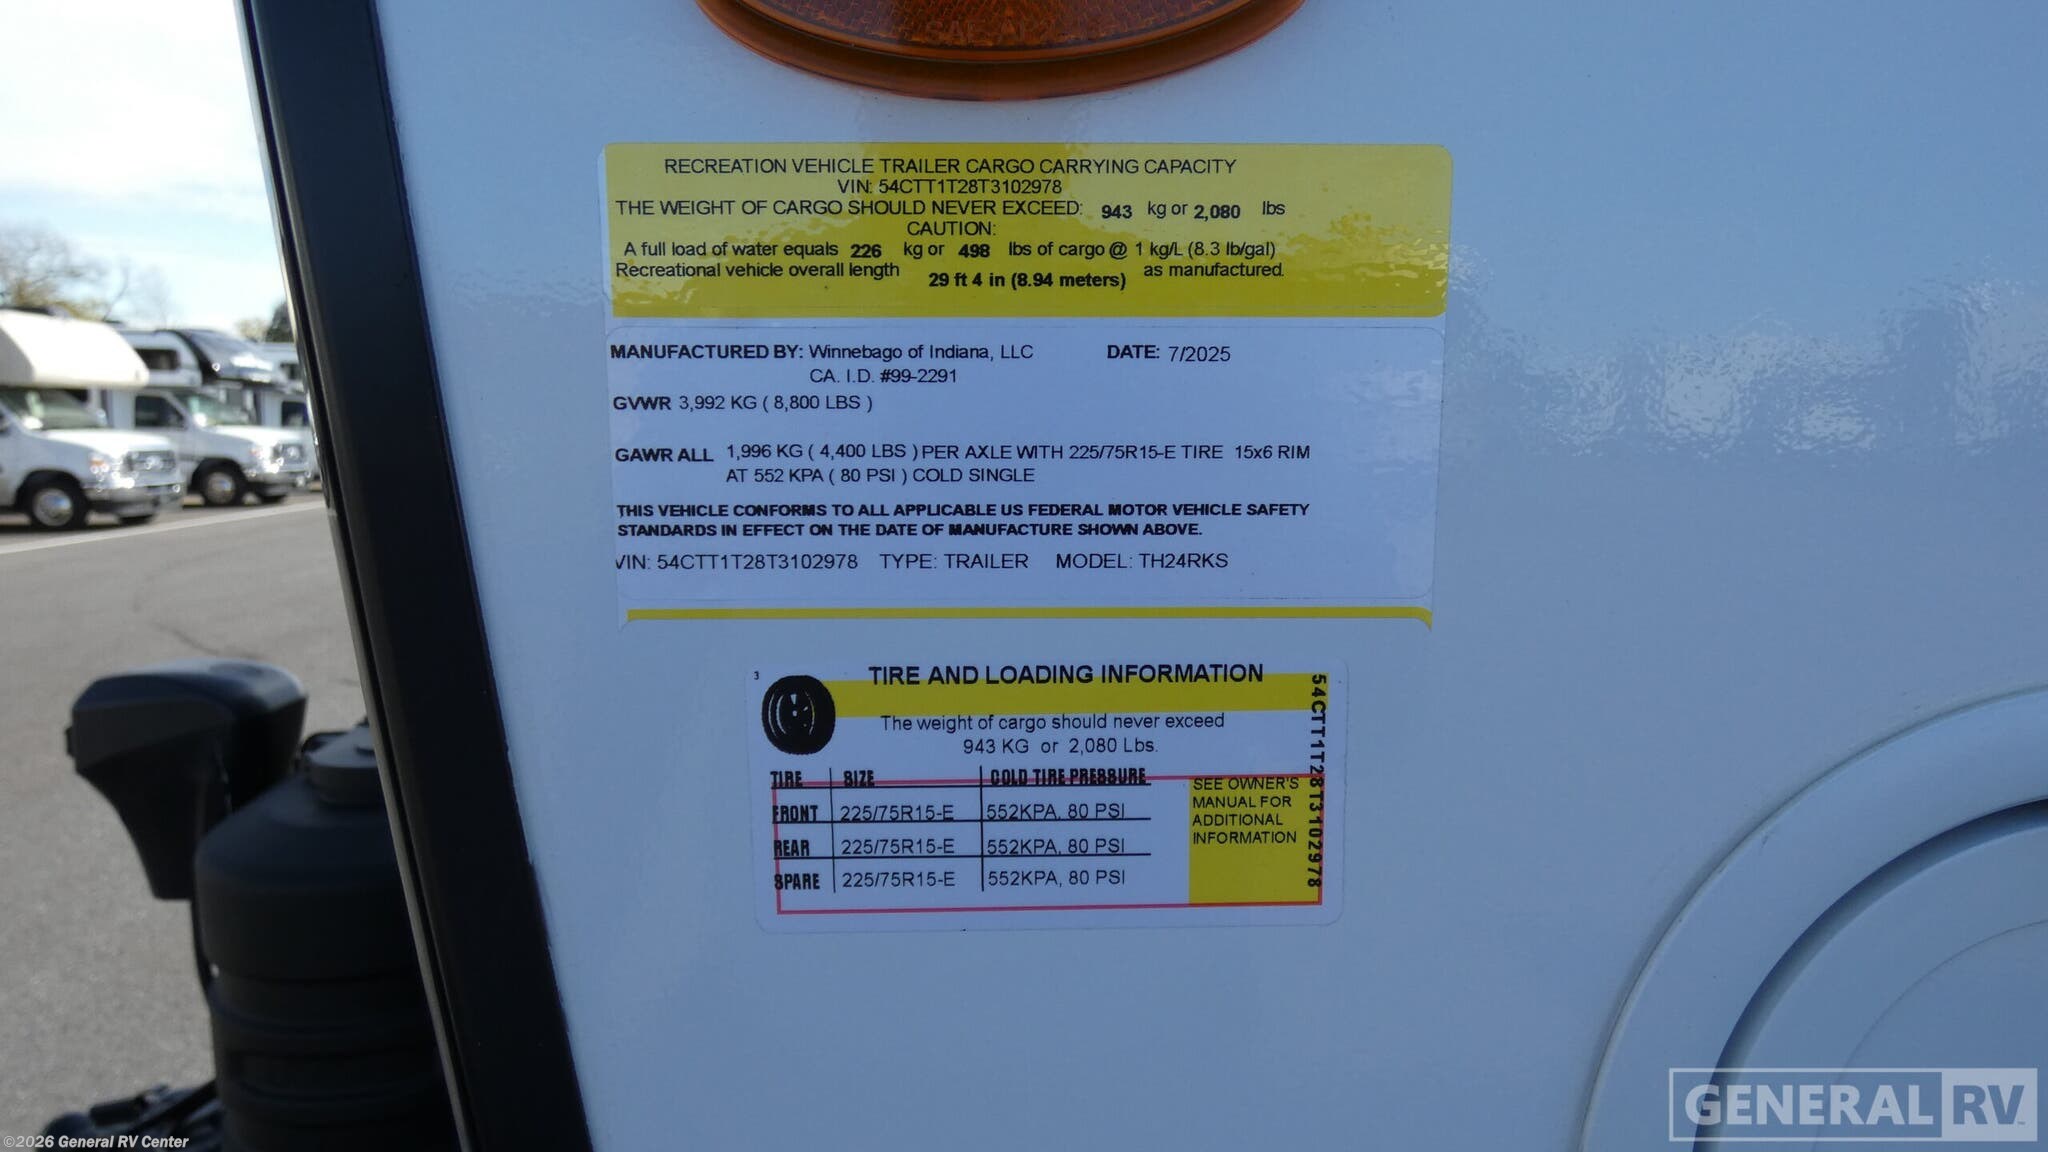 SAE A
RECREATION VEHICLE TRAILER CARGO CARRYING CAPACITY
VIN: 54CTT1T28T3102978
THE WEIGHT OF CARGO SHOULD NEVER EXCEED: 943 kg or 2,080 lbs
CAUTION:
A full load of water equals 226 kg or 498 lbs of cargo @ 1 kg/L (8.3 lb/gal)
Recreational vehicle overall length 29 ft 4 in (8.94 meters) as manufactured.
MANUFACTURED BY: Winnebago of Indiana, LLC DATE: 7/2025
CA. I.D. #99-2291
GVWR 3,992 KG ( 8,800 LBS )
GAWR ALL 1,996 KG ( 4,400 LBS ) PER AXLE WITH 225/75R15-E TIRE 15x6 RIM
AT 552 KPA ( 80 PSI ) COLD SINGLE
THIS VEHICLE CONFORMS TO ALL APPLICABLE US FEDERAL MOTOR VEHICLE SAFETY
STANDARDS IN EFFECT ON THE DATE OF MANUFACTURE SHOWN ABOVE.
VIN: 54CTT1T28T3102978 TYPE: TRAILER MODEL: TH24RKS
3
TIRE AND LOADING INFORMATION
The weight of cargo should never exceed
943 KG or 2,080 Lbs.
TIRE SIZE COLD TIRE PRESSURE
FRONT 225/75R15-E 552KPA, 80 PSI
REAR 225/75R15-E 552KPA, 80 PSI
SPARE 225/75R15-E 552KPA, 80 PSI
SEE OWNER'S
MANUAL FOR
ADDITIONAL
INFORMATION
54CTT1T28T3102978
GENERAL RV
©2026 General RV Center